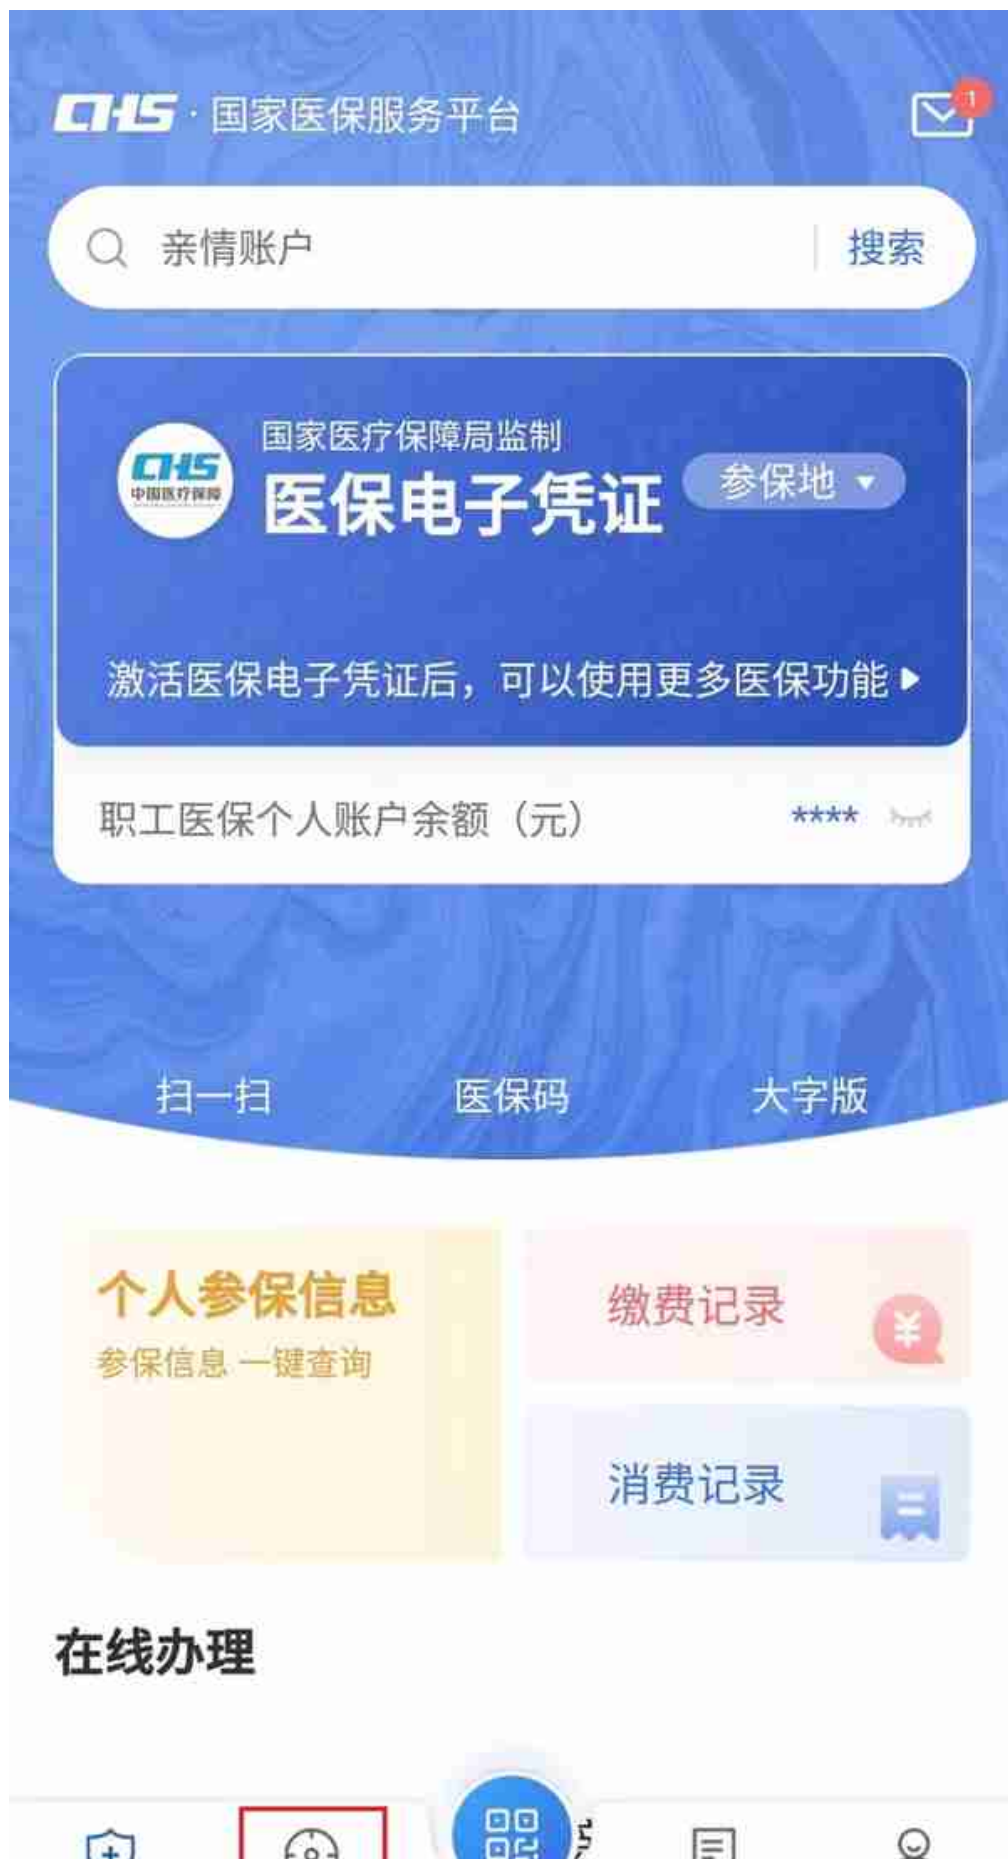 CHS · 国家医保服务平台
1
亲情账户
搜索
国家医疗保障局监制
CHS
中国医疗保障
医保电子凭证
参保地
激活医保电子凭证后，可以使用更多医保功能
职工医保个人账户余额（元）
****
扫一扫
医保码
大字版
个人参保信息
参保信息 一键查询
缴费记录
消费记录
在线办理